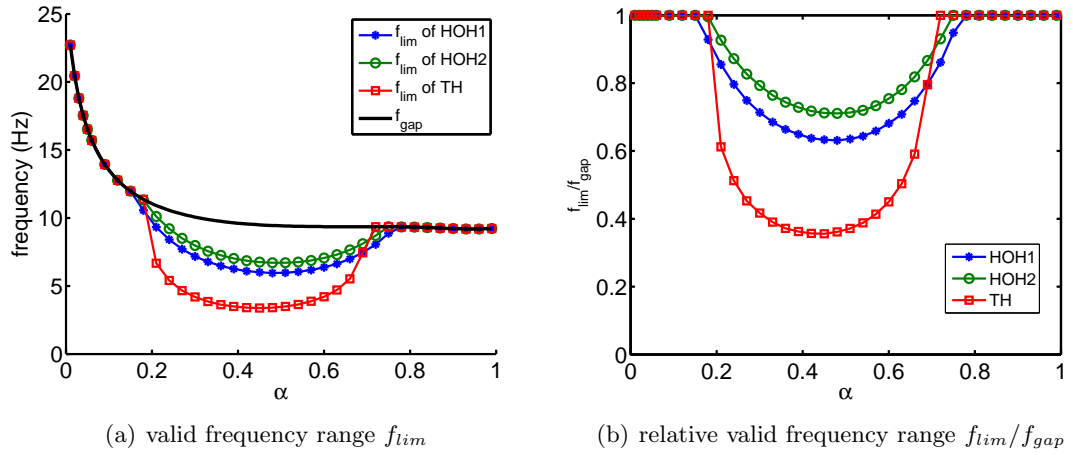 25
20
15
10
5
0
0 0.2 0.4 0.6 0.8 1
frequency (Hz)
α
f_lim of HOH1
f_lim of HOH2
f_lim of TH
f_gap
(a) valid frequency range f_lim
1
0.8
0.6
0.4
0.2
0
0 0.2 0.4 0.6 0.8 1
f_lim/f_gap
α
HOH1
HOH2
TH
(b) relative valid frequency range f_lim/f_gap